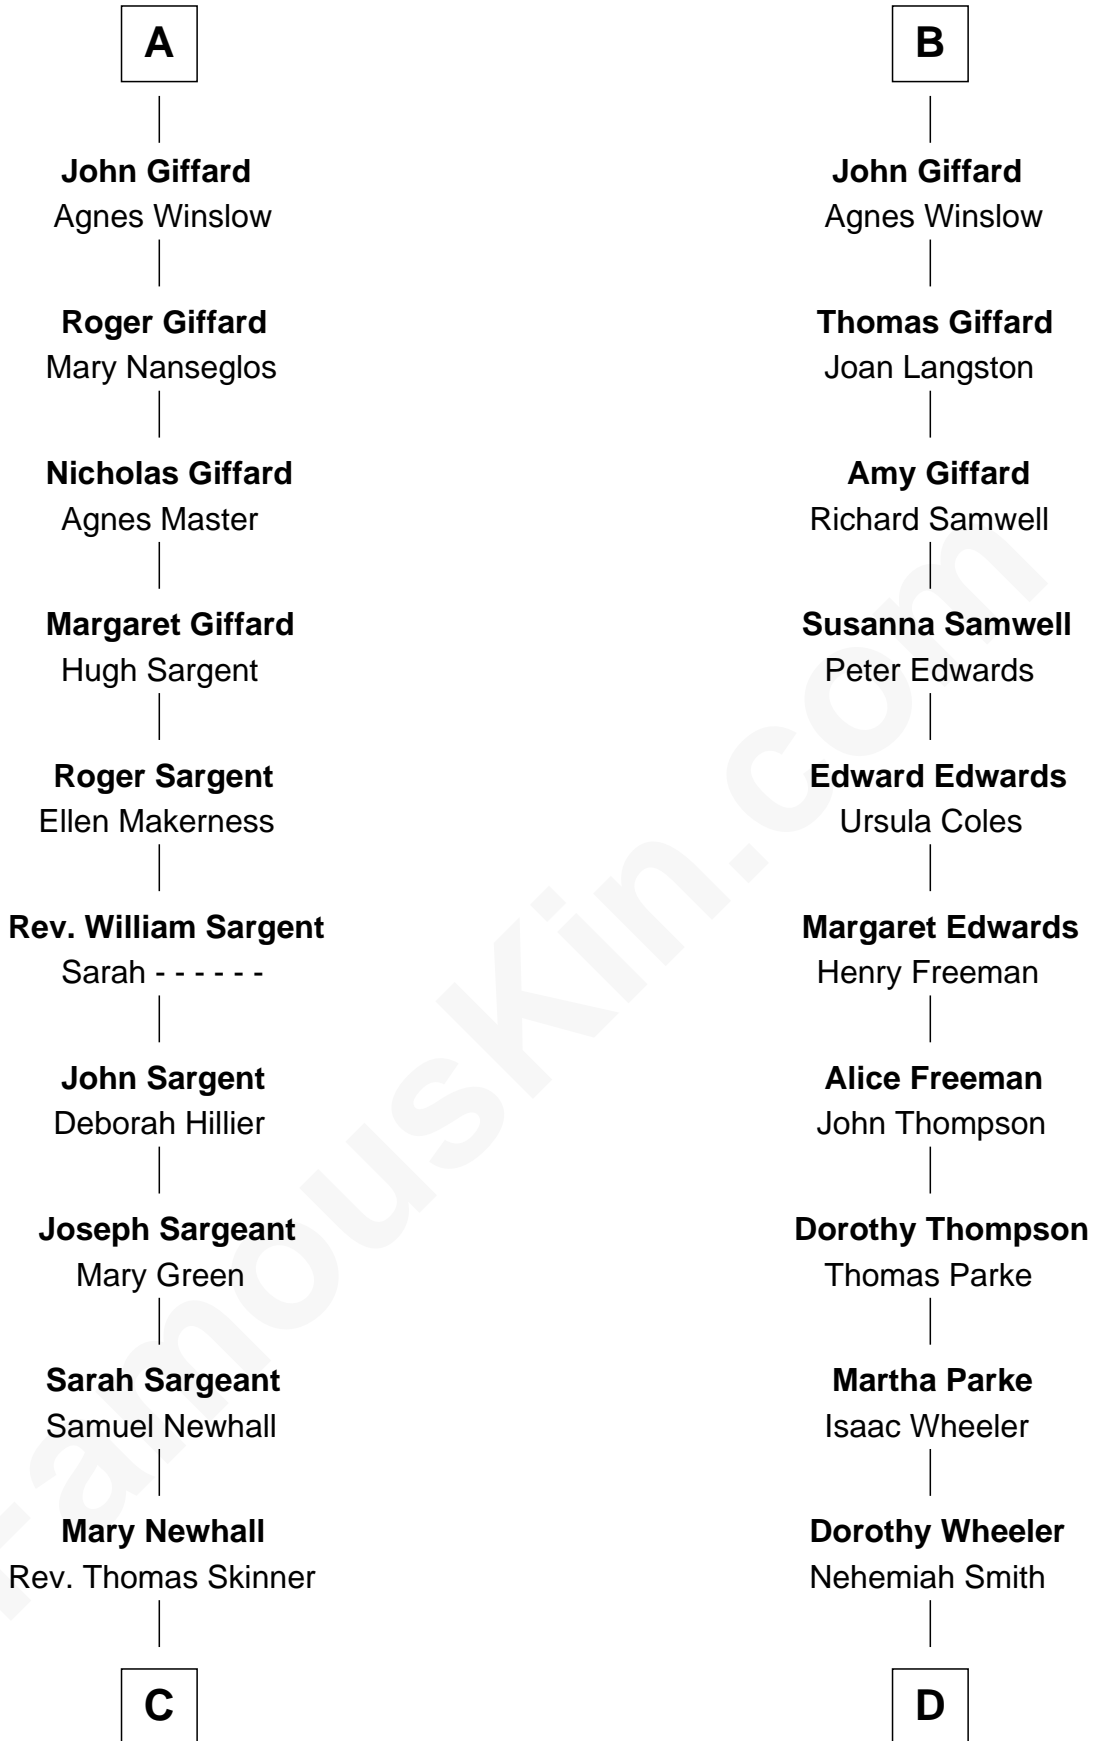 A
John Giffard
Agnes Winslow
Roger Giffard
Mary Nanseglos
Nicholas Giffard
Agnes Master
Margaret Giffard
Hugh Sargent
Roger Sargent
Ellen Makerness
Rev. William Sargent
Sarah - - - - - -
John Sargent
Deborah Hillier
Joseph Sargeant
Mary Green
Sarah Sargeant
Samuel Newhall
Mary Newhall
Rev. Thomas Skinner
C
B
John Giffard
Agnes Winslow
Thomas Giffard
Joan Langston
Amy Giffard
Richard Samwell
Susanna Samwell
Peter Edwards
Edward Edwards
Ursula Coles
Margaret Edwards
Henry Freeman
Alice Freeman
John Thompson
Dorothy Thompson
Thomas Parke
Martha Parke
Isaac Wheeler
Dorothy Wheeler
Nehemiah Smith
D
FamousKin.com